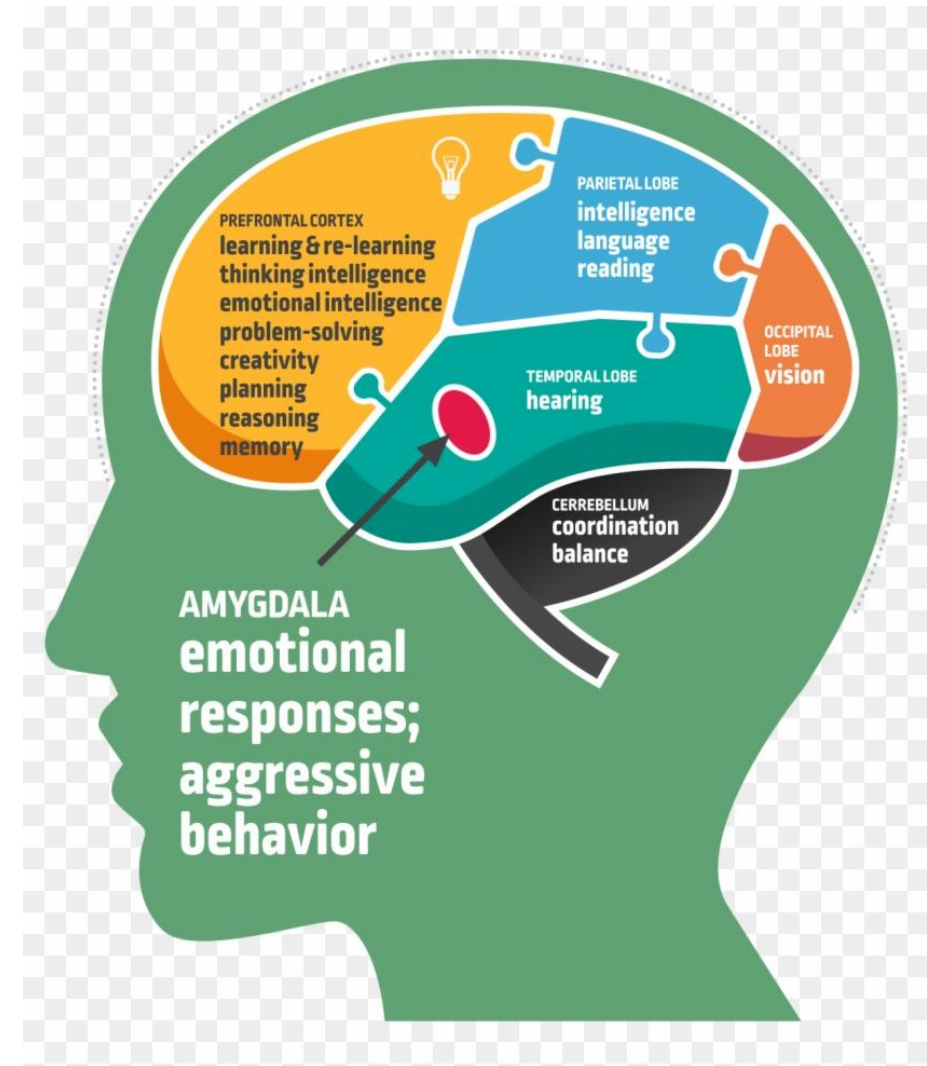 PREFRONTAL CORTEX
learning & re-learning
thinking intelligence
emotional intelligence
problem-solving
creativity
planning
reasoning
memory
PARIETAL LOBE
intelligence
language
reading
OCCIPITAL
LOBE
vision
TEMPORAL LOBE
hearing
CERREBELLUM
coordination
balance
AMYGDALA
emotional
responses;
aggressive
behavior